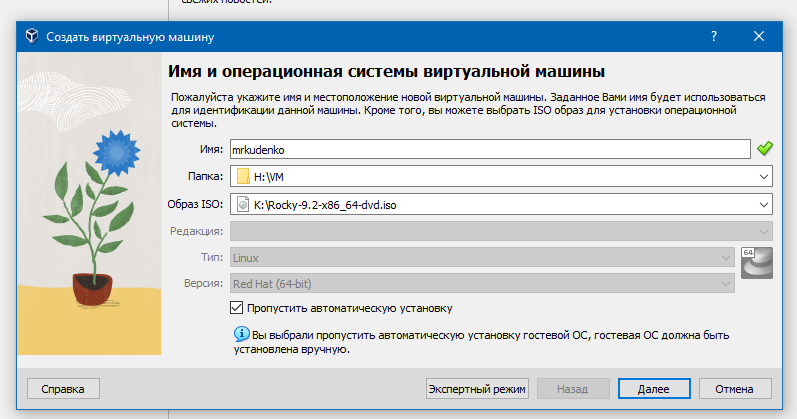 свежих новостей.
Создать виртуальную машину
?
Имя и операционная системы виртуальной машины
Пожалуйста укажите имя и местоположение новой виртуальной машины. Заданное Вами имя будет использоваться
для идентификации данной машины. Кроме того, вы можете выбрать ISO образ для установки операционной
системы.
Имя: mrkudenko
Папка: H:\VM
Образ ISO: K:\Rocky-9.2-x86_64-dvd.iso
Редакция:
Тип: Linux
64
Версия: Red Hat (64-bit)
Пропустить автоматическую установку
Вы выбрали пропустить автоматическую установку гостевой ОС, гостевая ОС должна быть
установлена вручную.
Справка Экспертный режим Назад Далее Отмена